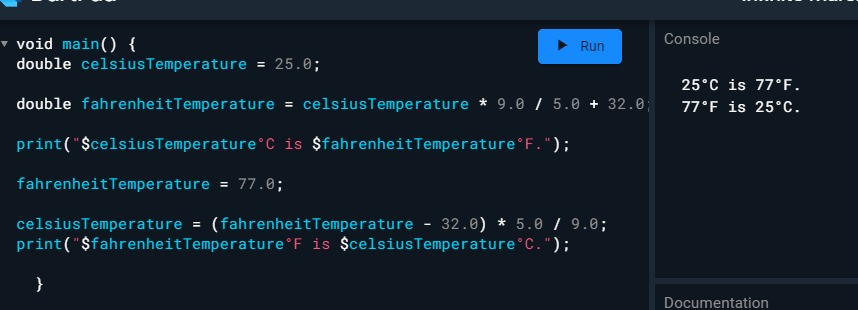 void main() {
double celsiusTemperature = 25.0;
double fahrenheitTemperature = celsiusTemperature * 9.0 / 5.0 + 32.0;
print("$celsiusTemperature°C is $fahrenheitTemperature°F.");
fahrenheitTemperature = 77.0;
celsiusTemperature = (fahrenheitTemperature - 32.0) * 5.0 / 9.0;
print("$fahrenheitTemperature°F is $celsiusTemperature°C.");
}
Run
Console
25°C is 77°F.
77°F is 25°C.
Documentation